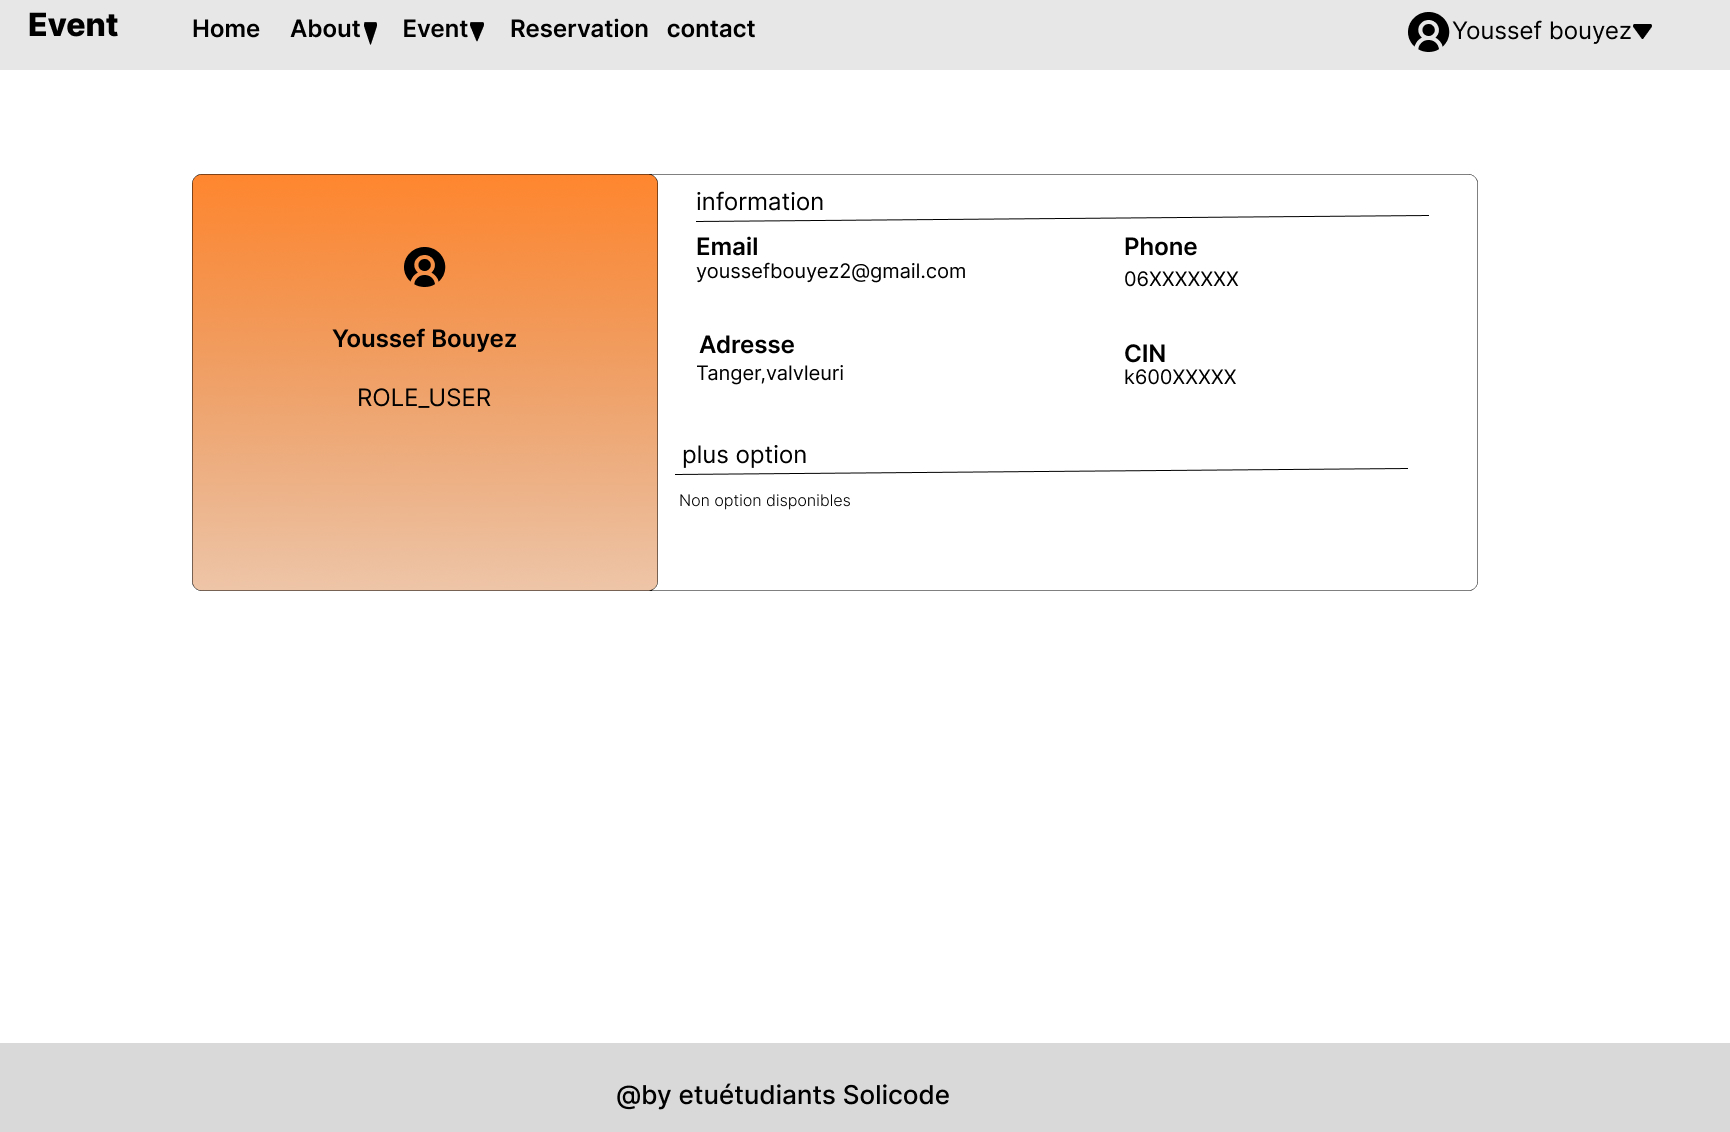 Event Home About Event Reservation contact Youssef bouyez
information
Email
youssefbouyez2@gmail.com
Phone
06XXXXXXX
Youssef Bouyez
ROLE_USER
Adresse
Tanger,valvleuri
CIN
k600XXXXX
plus option
Non option disponibles
@by etuétudiants Solicode